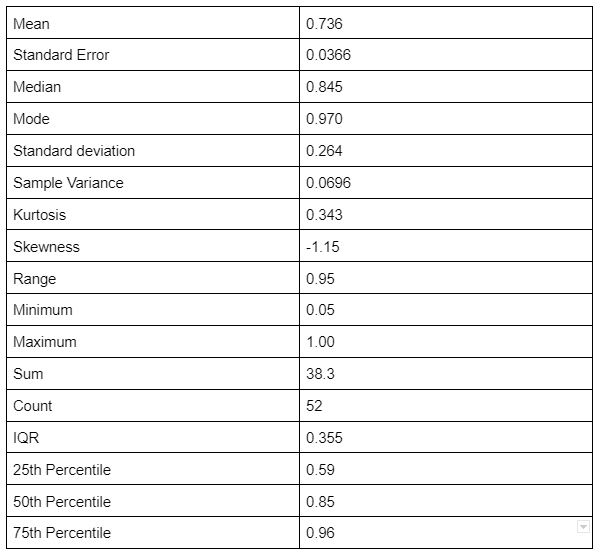 Mean 0.736
Standard Error 0.0366
Median 0.845
Mode 0.970
Standard deviation 0.264
Sample Variance 0.0696
Kurtosis 0.343
Skewness -1.15
Range 0.95
Minimum 0.05
Maximum 1.00
Sum 38.3
Count 52
IQR 0.355
25th Percentile 0.59
50th Percentile 0.85
75th Percentile 0.96